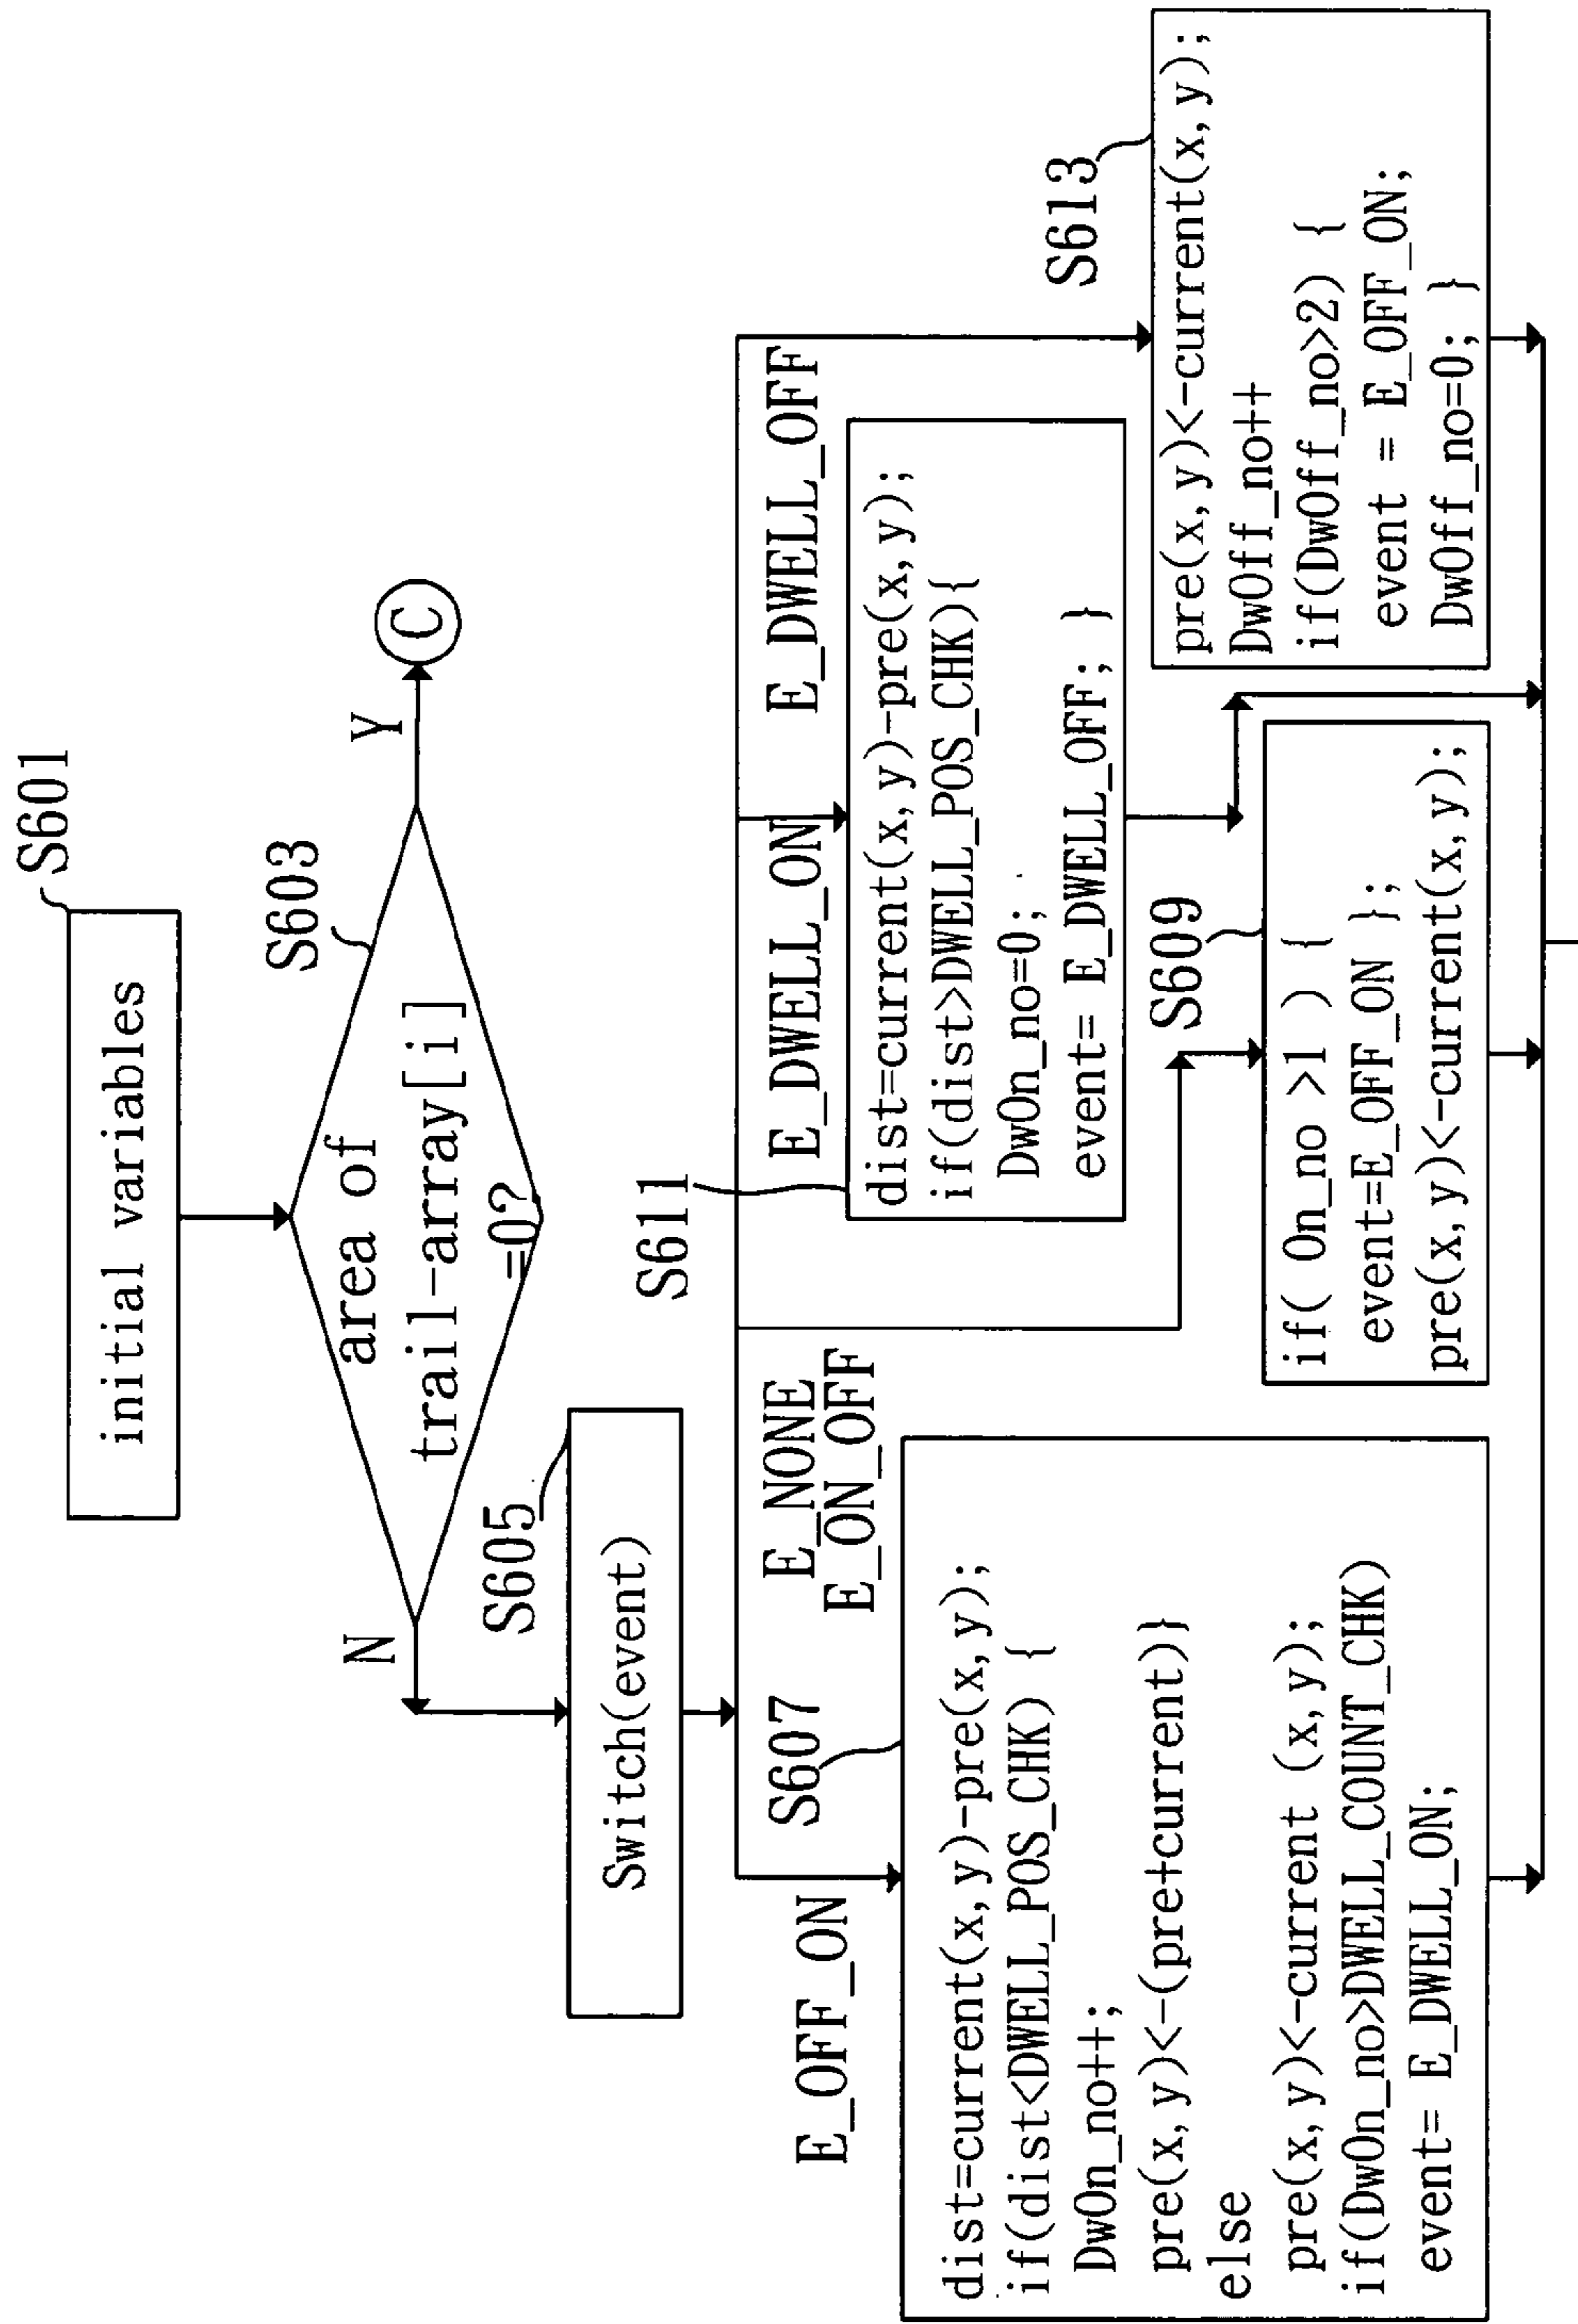 S601
initial variables
S603
area of
trail-array[i]
=0?
Y
C
N
S605
Switch(event)
E_OFF_ON
S607
dist=current(x,y)-pre(x,y);
if(dist<DWELL_POS_CHK) {
DwOn_no++;
pre(x,y)<-(pre+current)}
else
pre(x,y)<-current (x,y);
if(DwOn_no>DWELL_COUNT_CHK)
event= E_DWELL_ON;
E_NONE
E_ON_OFF
S609
if( On_no >1 ) {
event=E_OFF_ON };
pre(x,y)<-current(x,y);
S611
E_DWELL_ON
dist=current(x,y)-pre(x,y);
if(dist>DWELL_POS_CHK){
DwOn_no=0;
event= E_DWELL_OFF; }
E_DWELL_OFF
S613
pre(x,y)<-current(x,y);
DwOff_no++
if(DwOff_no>2) {
event = E_OFF_ON;
DwOff_no=0; }